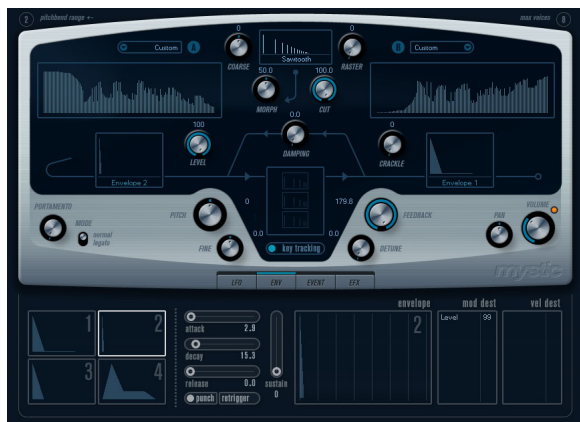 2 pitchbend range +- max voices 8
0 0
Custom A B Custom
COARSE Sawtooth RASTER
50.0 100.0
MORPH CUT
0.0
100 DAMPING 0
LEVEL CRACKLE
Envelope 2 Envelope 1
PORTAMENTO PITCH 0 179.8 FEEDBACK PAN VOLUME
MODE
normal
legato
0.0 0.0
FINE key tracking DETUNE
mystic
LFO ENV EVENT EFX
envelope mod dest vel dest
1 2 2 Level 99
attack 2.9
decay 15.3
3 4
release 0.0 sustain
punch retrigger 0